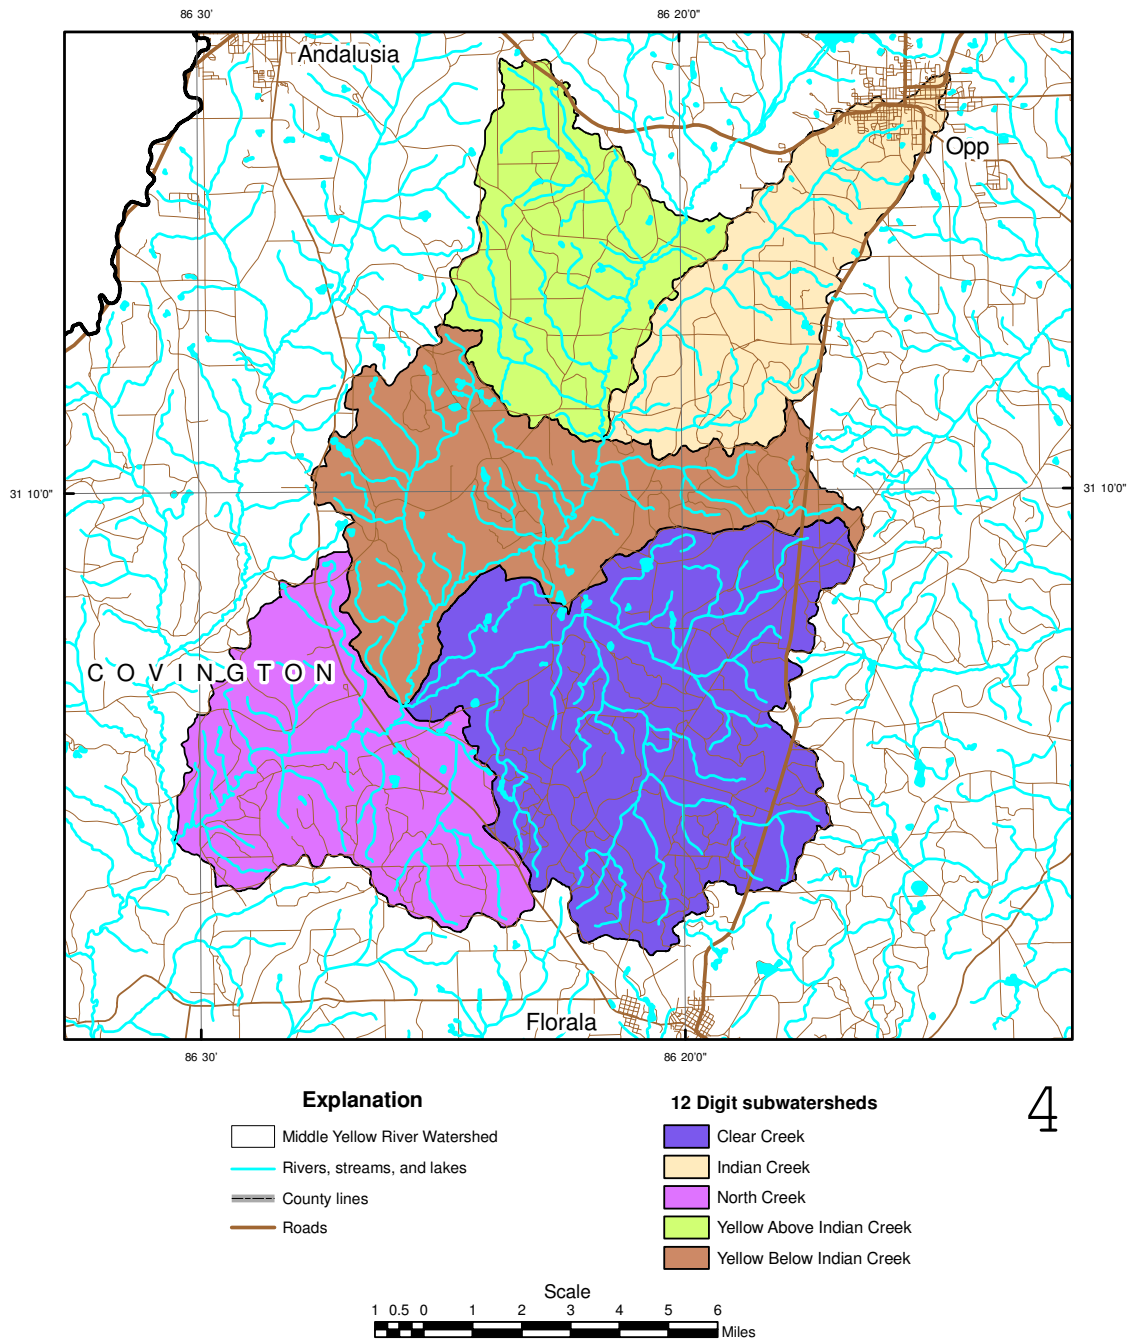 86 30' 86 20'0"
Andalusia
Opp
31 10'0" 31 10'0"
COVINGTON
Florala
86 30' 86 20'0"
Explanation
Middle Yellow River Watershed
Rivers, streams, and lakes
County lines
Roads
12 Digit subwatersheds
Clear Creek
Indian Creek
North Creek
Yellow Above Indian Creek
Yellow Below Indian Creek
4
Scale
1 0.5 0 1 2 3 4 5 6
Miles